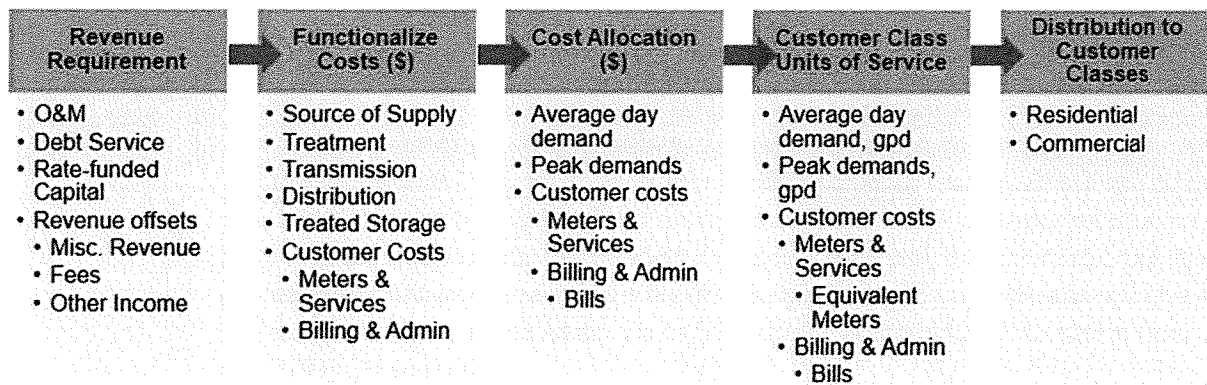 Revenue
Requirement
• O&M
• Debt Service
• Rate-funded
Capital
• Revenue offsets
• Misc. Revenue
• Fees
• Other Income
Functionalize
Costs ($)
• Source of Supply
• Treatment
• Transmission
• Distribution
• Treated Storage
• Customer Costs
• Meters &
Services
• Billing & Admin
Cost Allocation
($)
• Average day
demand
• Peak demands
• Customer costs
• Meters &
Services
• Billing & Admin
• Bills
Customer Class
Units of Service
• Average day
demand, gpd
• Peak demands,
gpd
• Customer costs
• Meters &
Services
• Equivalent
Meters
• Billing & Admin
• Bills
Distribution to
Customer
Classes
• Residential
• Commercial